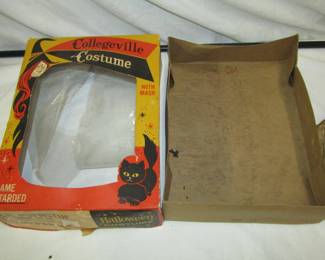 Collegeville
Costume
WITH
MASK
AME
TARDED
Halloween